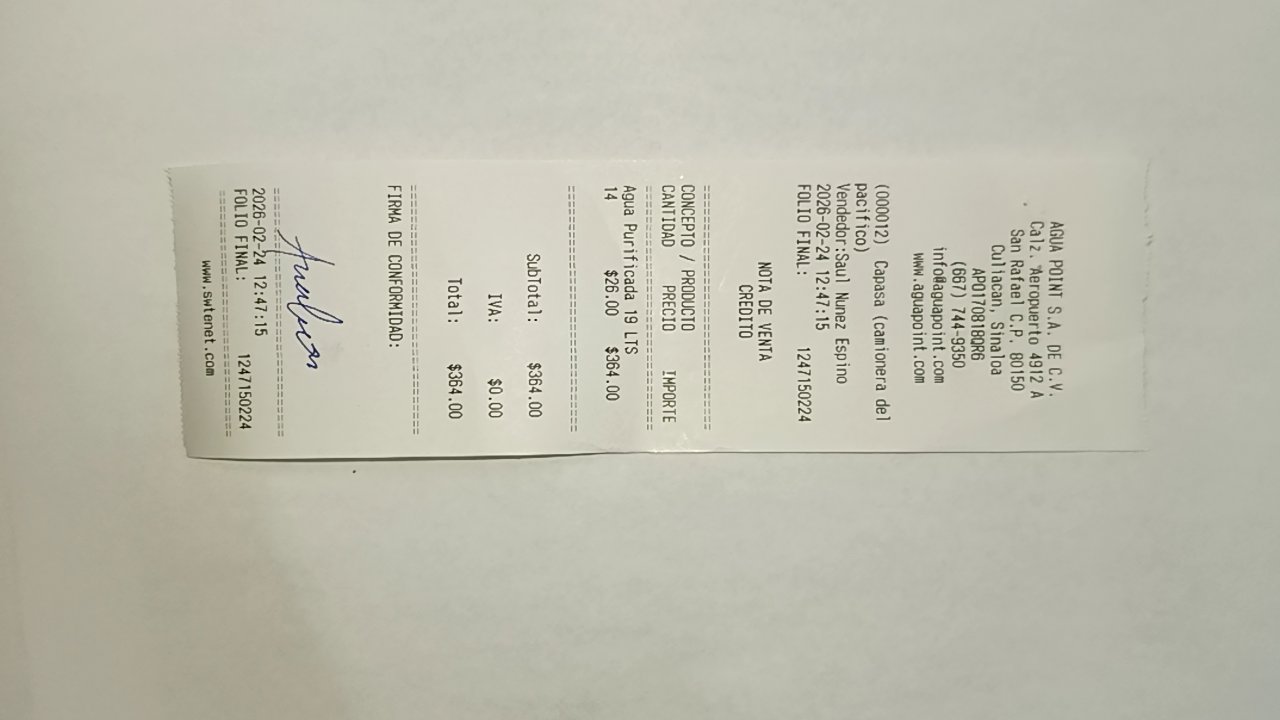 AGUA POINT S.A. DE C.V.
Calz. Aeropuerto 4912 A
San Rafael C.P. 80150
Culiacan, Sinaloa
APO170818QR6
(667) 744-9350
info@aguapoint.com
www.aguapoint.com
(000012) Capasa (camionera del
pacifico)
Vendedor:Saul Nunez Espino
2026-02-24 12:47:15
FOLIO FINAL: 1247150224
NOTA DE VENTA
CREDITO
==============================
CONCEPTO / PRODUCTO
CANTIDAD PRECIO IMPORTE
==============================
Agua Purificada 19 LTS
14 $26.00 $364.00
==============================
SubTotal: $364.00
IVA: $0.00
Total: $364.00
==============================
FIRMA DE CONFORMIDAD:
==============================
2026-02-24 12:47:15
FOLIO FINAL: 1247150224
==============================
www.swtenet.com